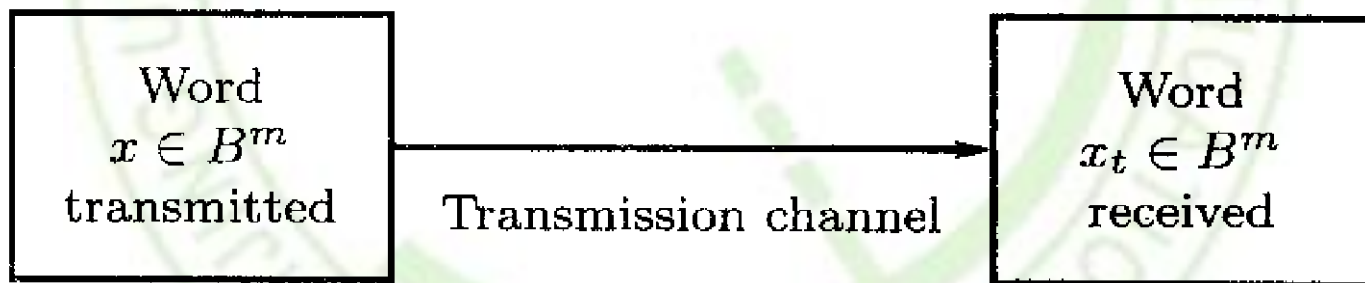 Word
x ∈ B^m
transmitted
Transmission channel
Word
x_t ∈ B^m
received